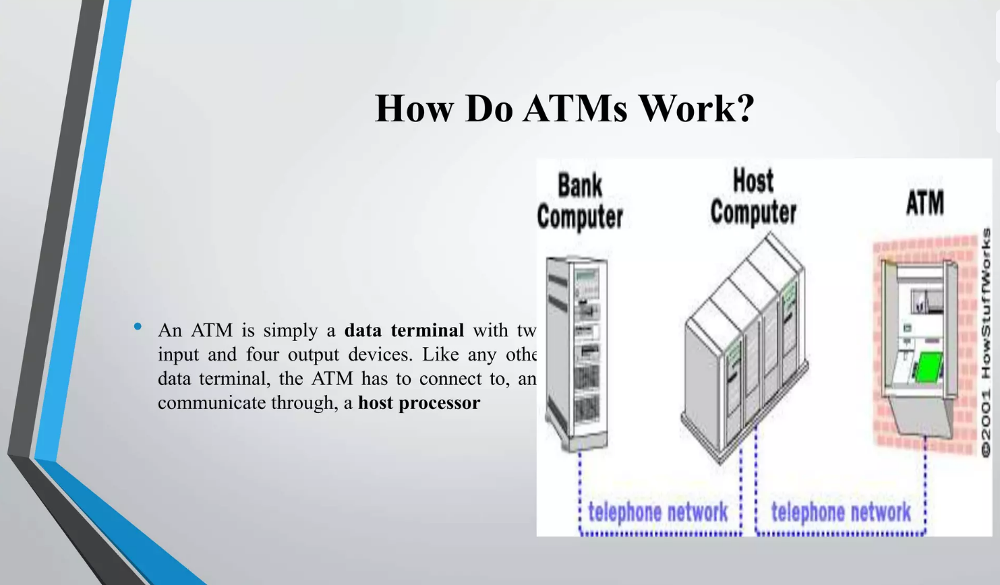 How Do ATMs Work?
• An ATM is simply a data terminal with tw
input and four output devices. Like any othe
data terminal, the ATM has to connect to, an
communicate through, a host processor
Bank
Computer
Host
Computer
ATM
telephone network
telephone network
©2001 HowStuffWorks